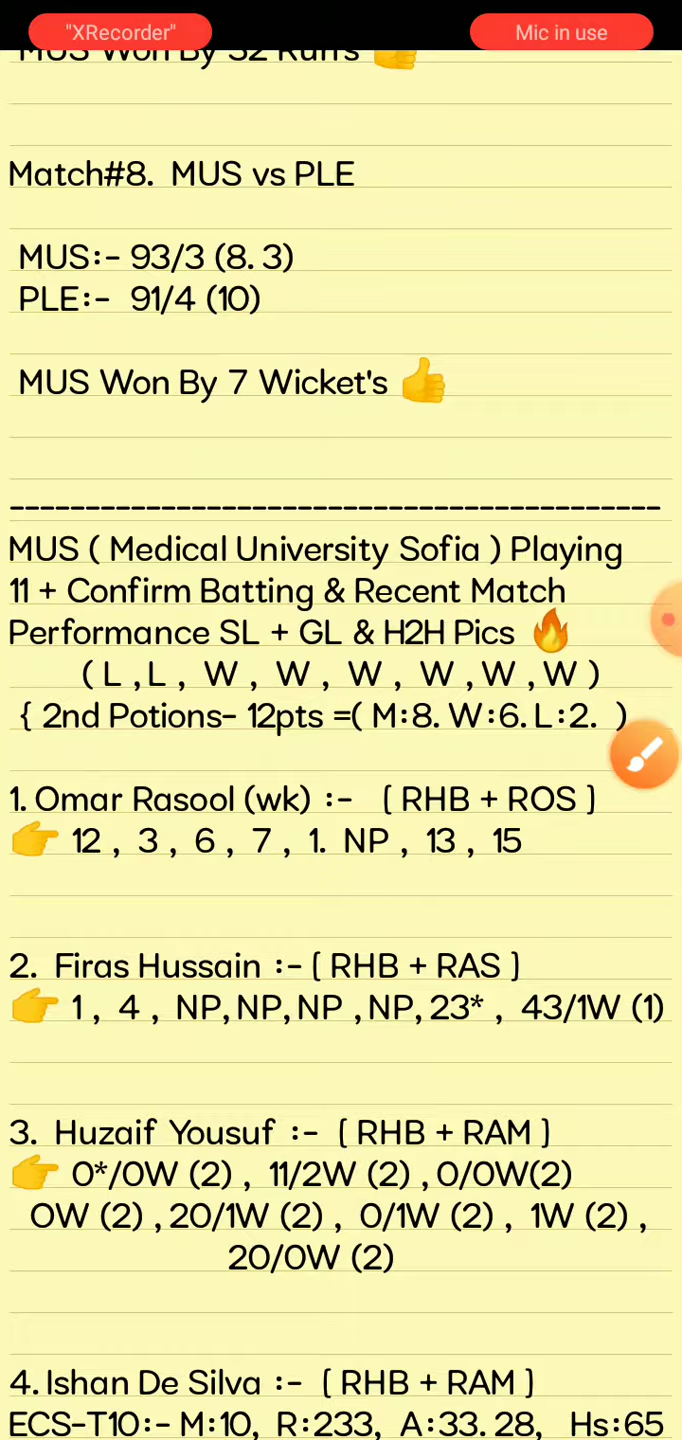 "XRecorder" Mic in use
MUS Won By 32 Run's 👍
Match#8. MUS vs PLE
MUS:- 93/3 (8. 3)
PLE:- 91/4 (10)
MUS Won By 7 Wicket's 👍
-------------------------------------------
MUS ( Medical University Sofia ) Playing
11 + Confirm Batting & Recent Match
Performance SL + GL & H2H Pics 🔥
( L ,L , W , W , W , W ,W ,W )
{ 2nd Potions- 12pts =( M:8. W:6. L:2. )
1. Omar Rasool (wk) :- [ RHB + ROS ]
👉 12 , 3 , 6 , 7 , 1. NP , 13 , 15
2. Firas Hussain :- [ RHB + RAS ]
👉 1 , 4 , NP,NP,NP ,NP, 23* , 43/1W (1)
3. Huzaif Yousuf :- [ RHB + RAM ]
👉 0*/0W (2) , 11/2W (2) ,0/0W(2)
0W (2) ,20/1W (2) , 0/1W (2) , 1W (2) ,
20/0W (2)
4. Ishan De Silva :- [ RHB + RAM ]
ECS-T10:- M:10, R:233, A:33. 28, Hs:65